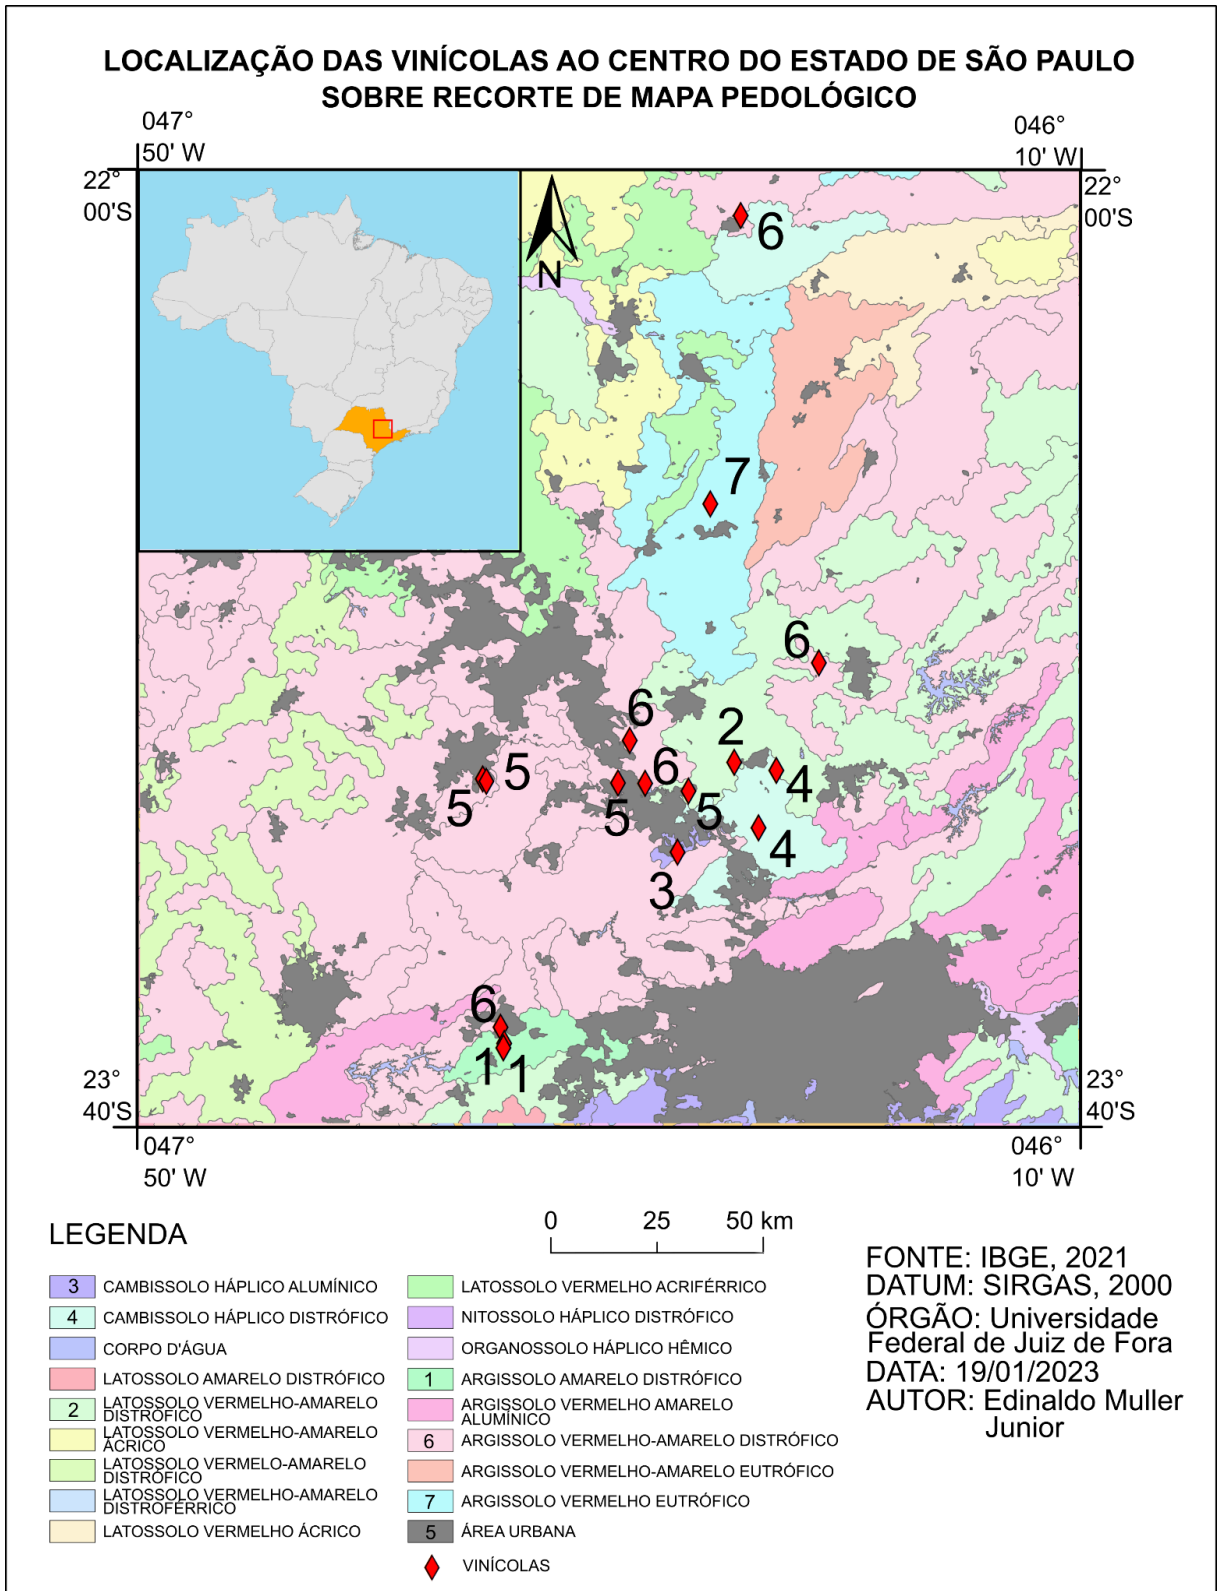 LOCALIZAÇÃO DAS VINÍCOLAS AO CENTRO DO ESTADO DE SÃO PAULO
SOBRE RECORTE DE MAPA PEDOLÓGICO
047°
50' W
046°
10' W
22°
00'S
22°
00'S
N
6
7
6
6
2
6
4
5
5
5
5
4
3
6
1
1
23°
40'S
23°
40'S
047°
50' W
046°
10' W
LEGENDA
0 25 50 km
3 CAMBISSOLO HÁPLICO ALUMÍNICO
4 CAMBISSOLO HÁPLICO DISTRÓFICO
CORPO D'ÁGUA
LATOSSOLO AMARELO DISTRÓFICO
2 LATOSSOLO VERMELHO-AMARELO
DISTRÓFICO
LATOSSOLO VERMELHO-AMARELO
ÁCRICO
LATOSSOLO VERMELO-AMARELO
DISTRÓFICO
LATOSSOLO VERMELHO-AMARELO
DISTROFÉRRICO
LATOSSOLO VERMELHO ÁCRICO
LATOSSOLO VERMELHO ACRIFÉRRICO
NITOSSOLO HÁPLICO DISTRÓFICO
ORGANOSSOLO HÁPLICO HÊMICO
1 ARGISSOLO AMARELO DISTRÓFICO
ARGISSOLO VERMELHO AMARELO
ALUMÍNICO
6 ARGISSOLO VERMELHO-AMARELO DISTRÓFICO
ARGISSOLO VERMELHO-AMARELO EUTRÓFICO
7 ARGISSOLO VERMELHO EUTRÓFICO
5 ÁREA URBANA
VINÍCOLAS
FONTE: IBGE, 2021
DATUM: SIRGAS, 2000
ÓRGÃO: Universidade
Federal de Juiz de Fora
DATA: 19/01/2023
AUTOR: Edinaldo Muller
Junior